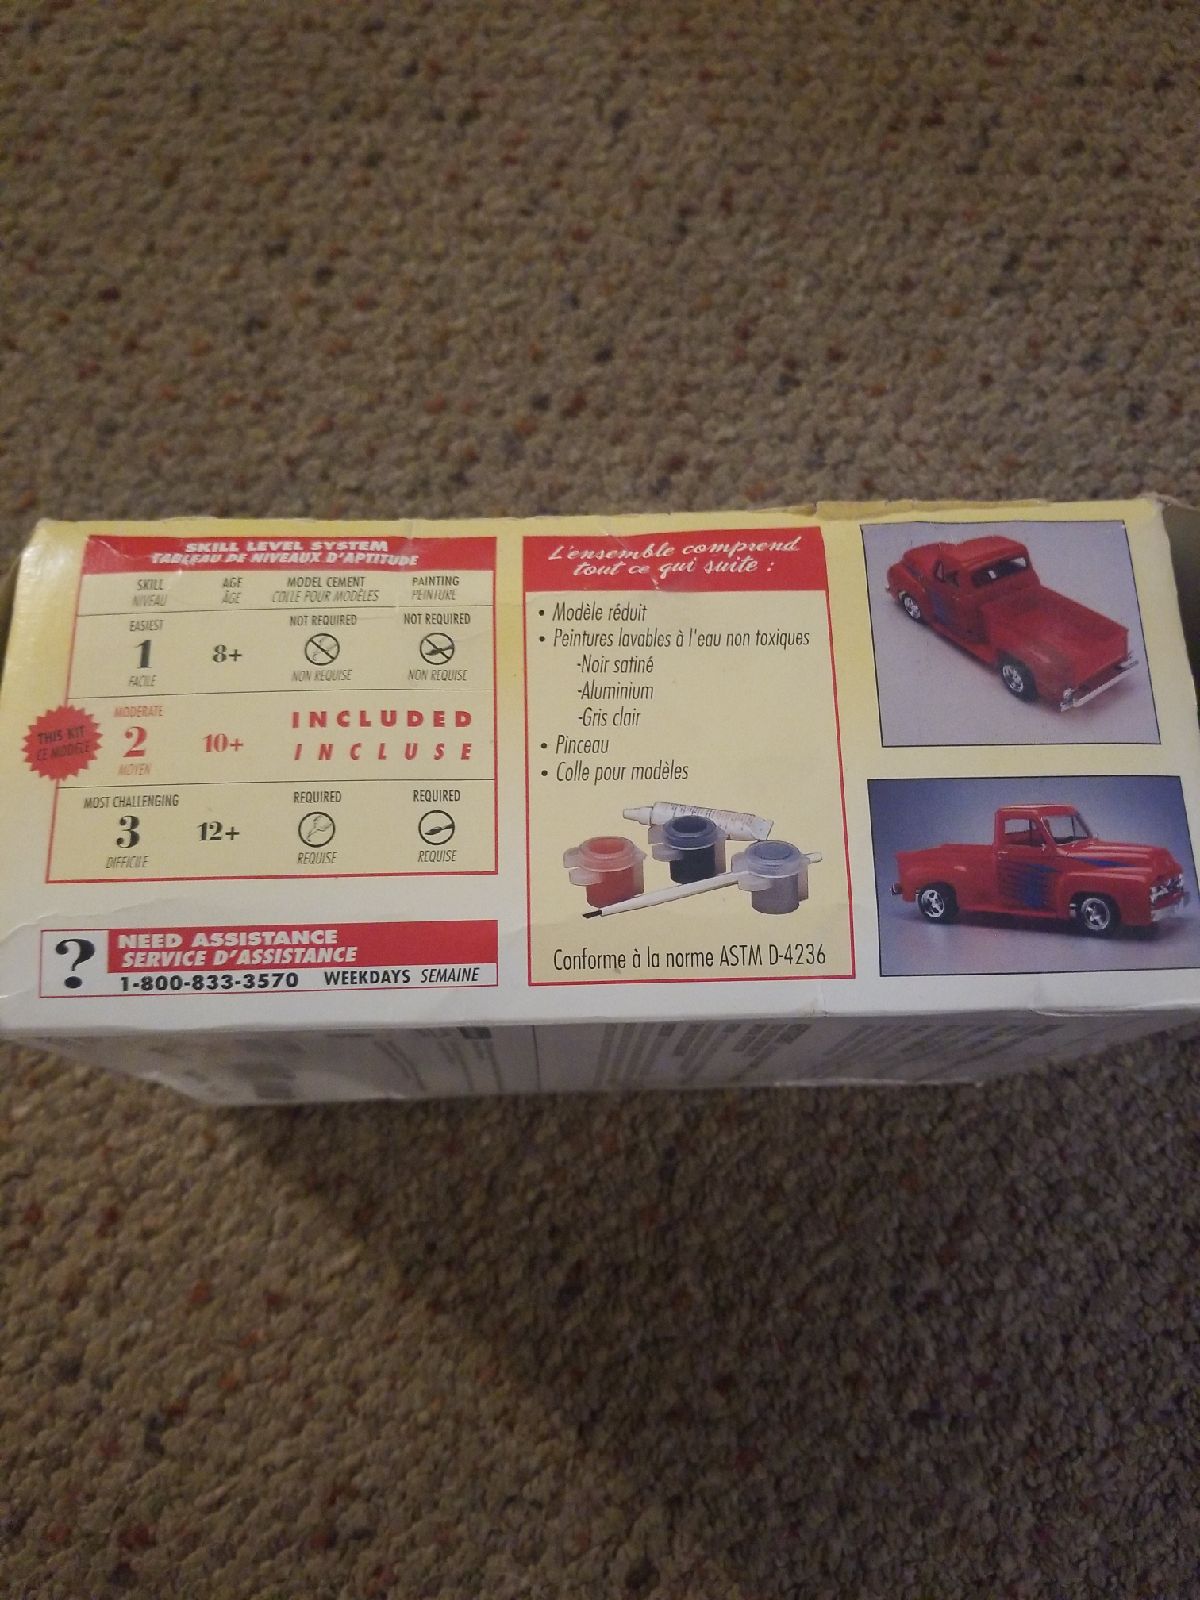 SKILL LEVEL SYSTEM
TABLEAU DE NIVEAUX D'APTITUDE
SKILL
NIVEAU
AGE
ÂGE
MODEL CEMENT
COLLE POUR MODÈLES
PAINTING
PEINTURE
EASIEST
1
FACILE
8+
NOT REQUIRED
NON REQUISE
NOT REQUIRED
NON REQUISE
THIS KIT
CE MODÈLE
MODERATE
2
MOYEN
10+
INCLUDED
INCLUSE
MOST CHALLENGING
3
DIFFICILE
12+
REQUIRED
REQUISE
REQUIRED
REQUISE
?
NEED ASSISTANCE
SERVICE D'ASSISTANCE
1-800-833-3570 WEEKDAYS SEMAINE
L'ensemble comprend
tout ce qui suite :
• Modèle réduit
• Peintures lavables à l'eau non toxiques
-Noir satiné
-Aluminium
-Gris clair
• Pinceau
• Colle pour modèles
Conforme à la norme ASTM D-4236